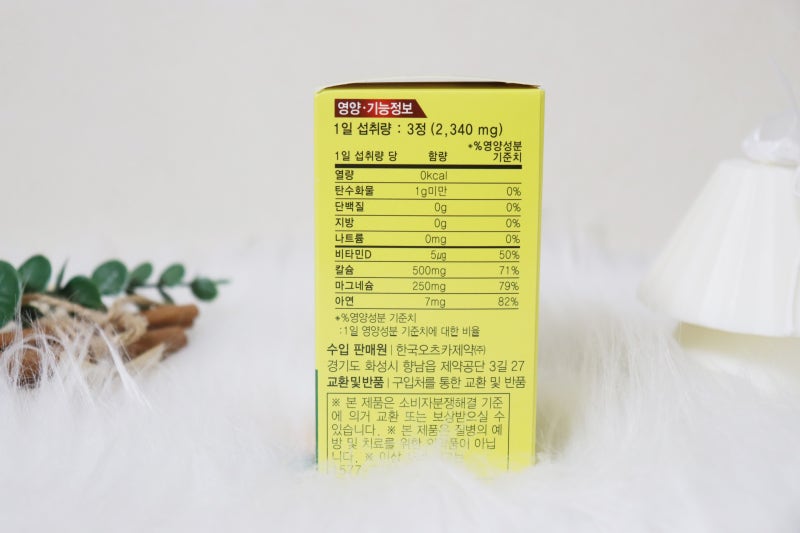 영양·기능정보
1일 섭취량 : 3정 (2,340 mg)
1일 섭취량 당 함량 *%영양성분 기준치
열량 0kcal
탄수화물 1g미만 0%
단백질 0g 0%
지방 0g 0%
나트륨 0mg 0%
비타민D 5㎍ 50%
칼슘 500mg 71%
마그네슘 250mg 79%
아연 7mg 82%
*%영양성분 기준치
:1일 영양성분 기준치에 대한 비율
수입 판매원 | 한국오츠카제약㈜
경기도 화성시 향남읍 제약공단 3길 27
교환및반품 | 구입처를 통한 교환 및 반품
※ 본 제품은 소비자분쟁해결 기준
에 의거 교환 또는 보상받으실 수
있습니다. ※ 본 제품은 질병의 예
방 및 치료를 위한 의약품이 아닙
니다. ※ 이상
1577